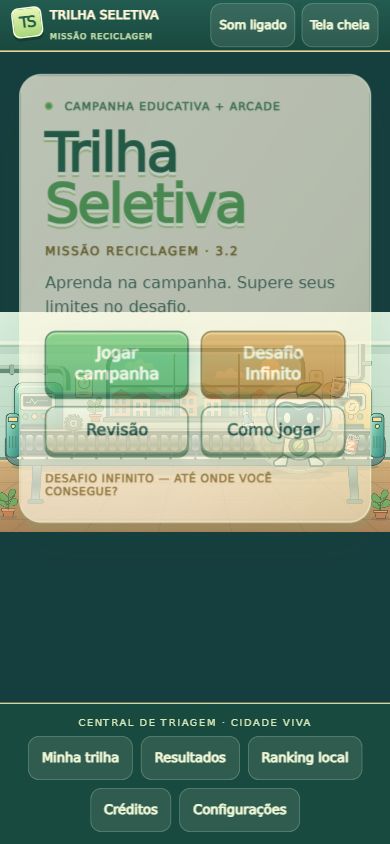 TS
TRILHA SELETIVA
MISSÃO RECICLAGEM
Som ligado
Tela cheia
CAMPANHA EDUCATIVA + ARCADE
Trilha
Seletiva
MISSÃO RECICLAGEM · 3.2
Aprenda na campanha. Supere seus
limites no desafio.
Jogar
campanha
Desafio
Infinito
Revisão
Como jogar
DESAFIO INFINITO — ATÉ ONDE VOCÊ
CONSEGUE?
CENTRAL DE TRIAGEM · CIDADE VIVA
Minha trilha
Resultados
Ranking local
Créditos
Configurações